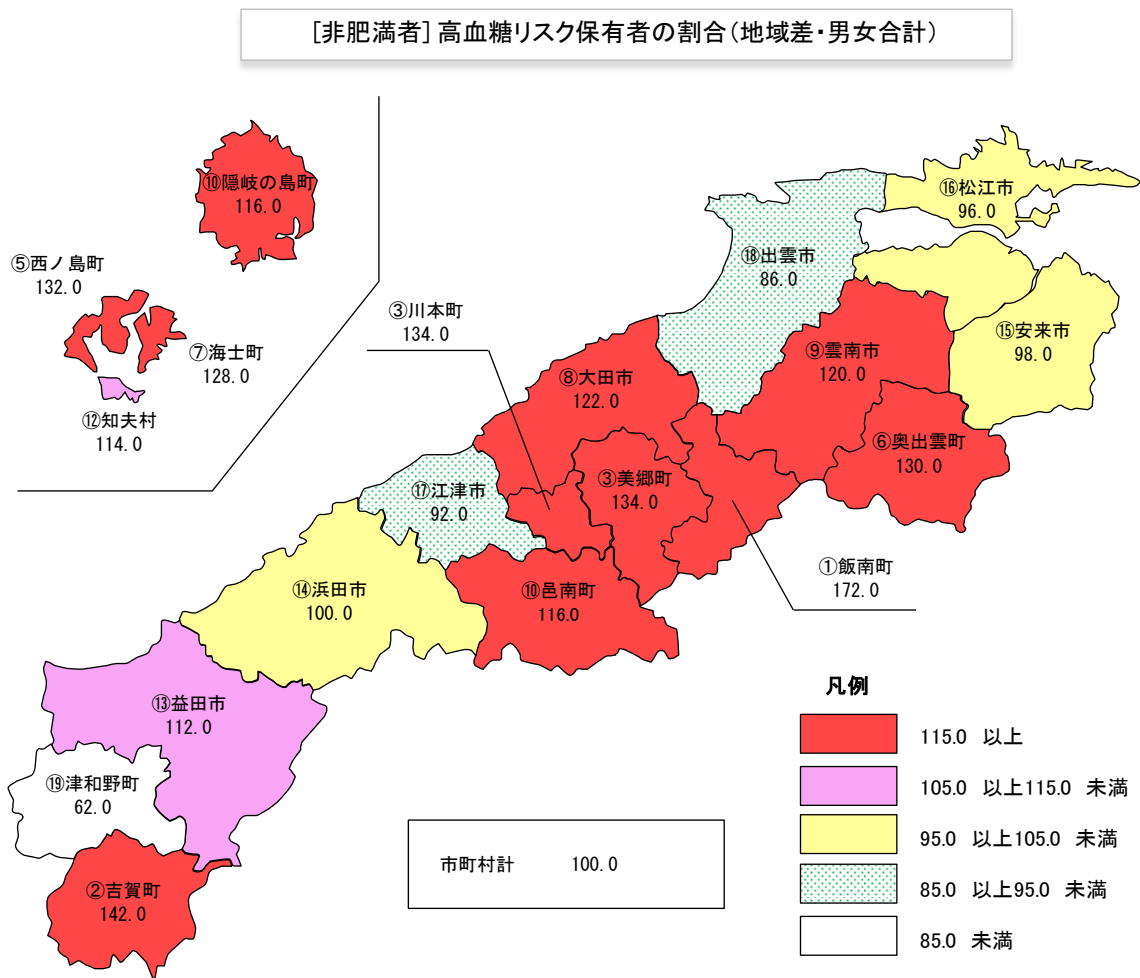 [非肥満者] 高血糖リスク保有者の割合（地域差・男女合計）
⑩隠岐の島町
116.0
⑤西ノ島町
132.0
⑦海士町
128.0
⑫知夫村
114.0
⑯松江市
96.0
⑱出雲市
86.0
⑮安来市
98.0
③川本町
134.0
⑨雲南市
120.0
⑧大田市
122.0
⑥奥出雲町
130.0
③美郷町
134.0
⑰江津市
92.0
①飯南町
172.0
⑭浜田市
100.0
⑩邑南町
116.0
⑬益田市
112.0
⑲津和野町
62.0
②吉賀町
142.0
市町村計 100.0
凡例
115.0 以上
105.0 以上115.0 未満
95.0 以上105.0 未満
85.0 以上95.0 未満
85.0 未満